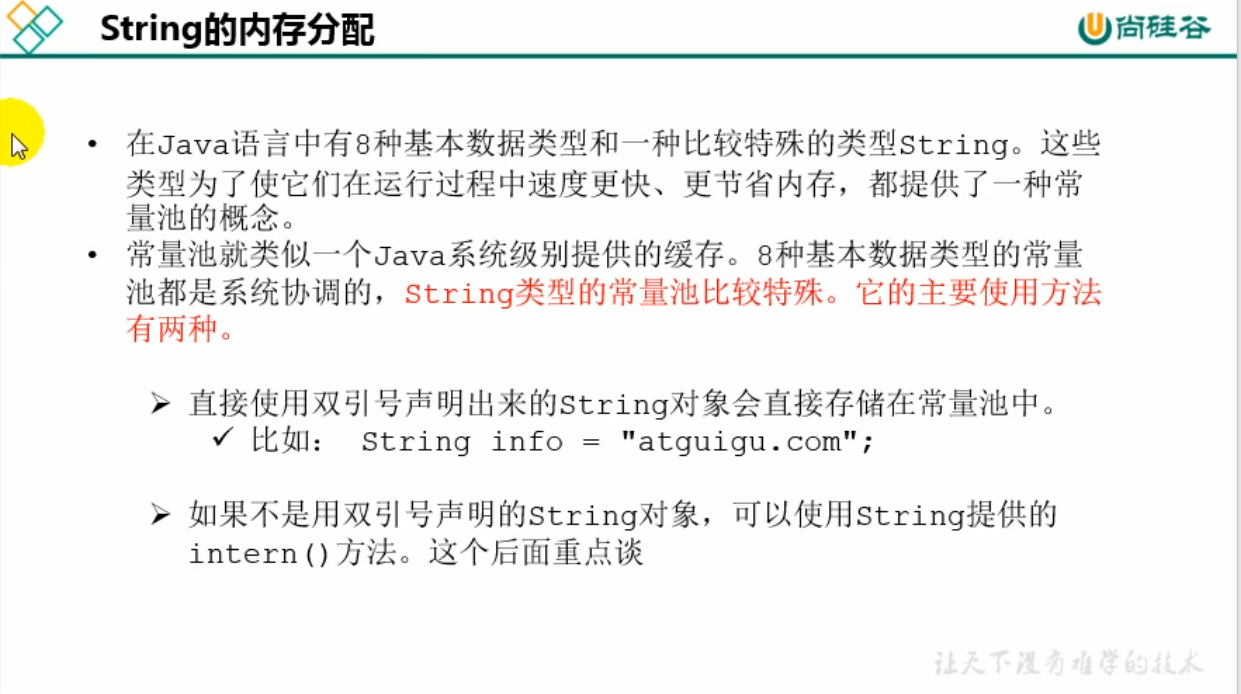 String的内存分配
尚硅谷
• 在Java语言中有8种基本数据类型和一种比较特殊的类型String。这些
类型为了使它们在运行过程中速度更快、更节省内存，都提供了一种常
量池的概念。
• 常量池就类似一个Java系统级别提供的缓存。8种基本数据类型的常量
池都是系统协调的，String类型的常量池比较特殊。它的主要使用方法
有两种。
➢ 直接使用双引号声明出来的String对象会直接存储在常量池中。
✓ 比如： String info = "atguigu.com";
➢ 如果不是用双引号声明的String对象，可以使用String提供的
intern()方法。这个后面重点谈
让天下没有难学的技术